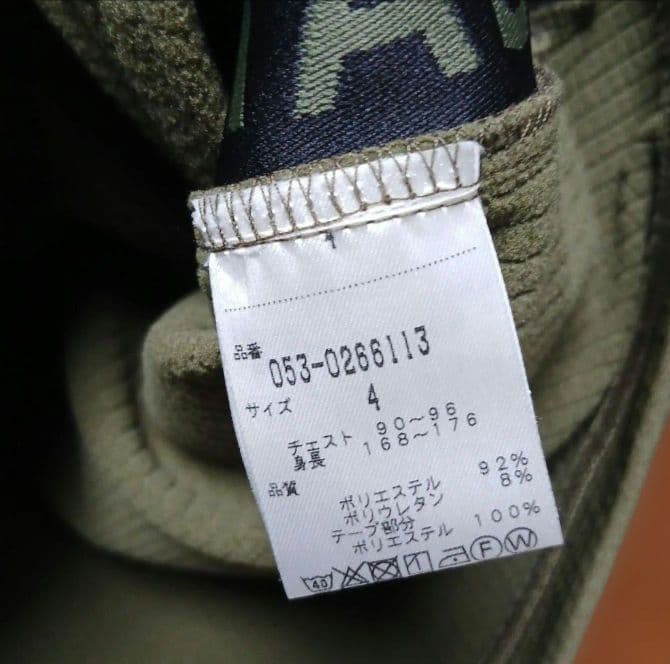 A
4
品番
053-0266113
サイズ
4
チェスト 90～96
身長 168～176
品質
ポリエステル 92%
ポリウレタン 8%
テープ部分
ポリエステル 100%
40 F W